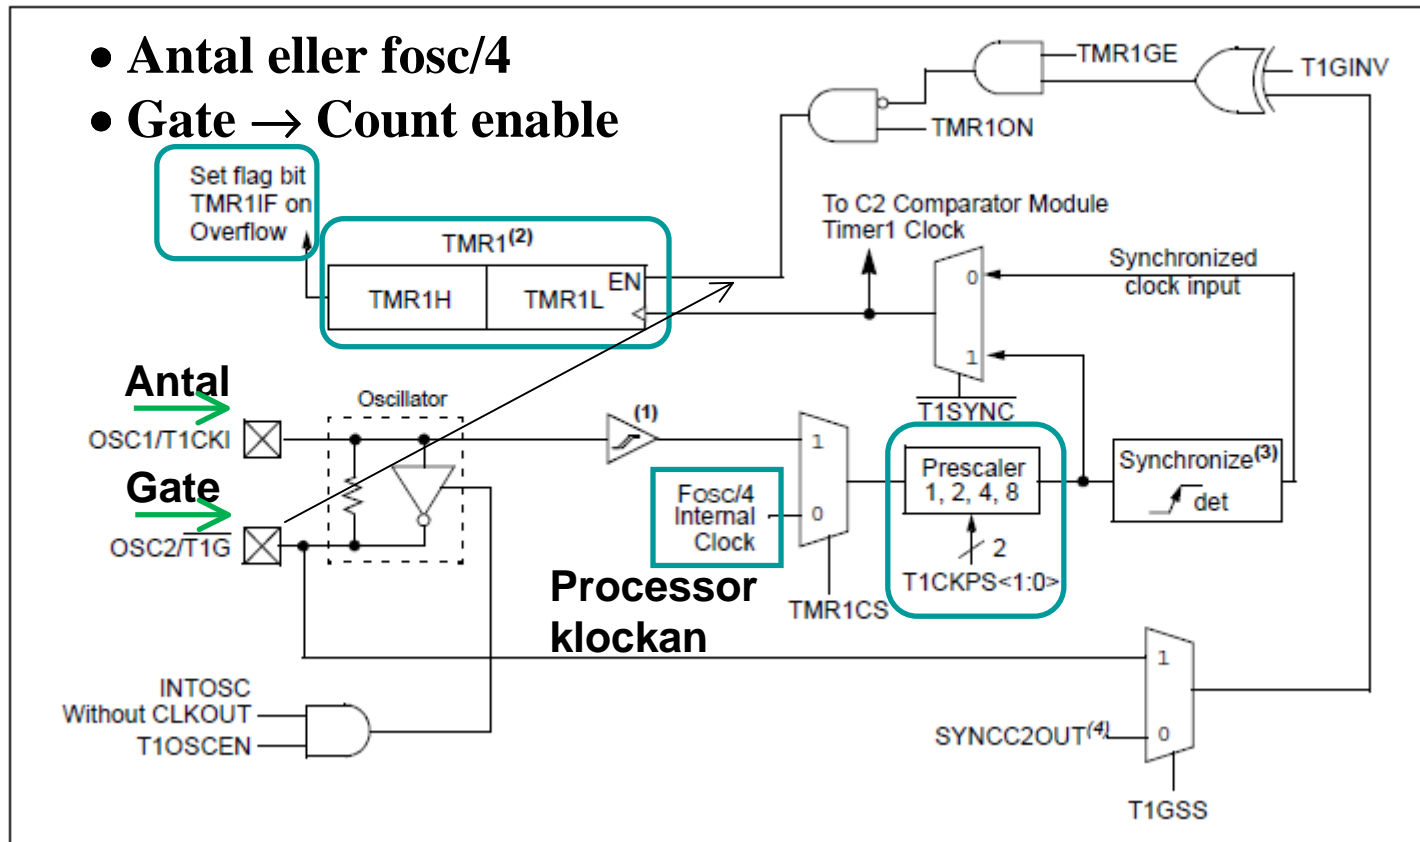 • Antal eller fosc/4
• Gate → Count enable
TMR1GE
T1GINV
TMR1ON
Set flag bit
TMR1IF on
Overflow
TMR1(2)
EN
TMR1H
TMR1L
To C2 Comparator Module
Timer1 Clock
0
1
Synchronized
clock input
T1SYNC
Antal
OSC1/T1CKI
Gate
OSC2/T1G
Oscillator
(1)
1
0
Fosc/4
Internal
Clock
TMR1CS
Prescaler
1, 2, 4, 8
2
T1CKPS<1:0>
Synchronize(3)
det
Processor
klockan
INTOSC
Without CLKOUT
T1OSCEN
1
SYNCC2OUT(4)
0
T1GSS